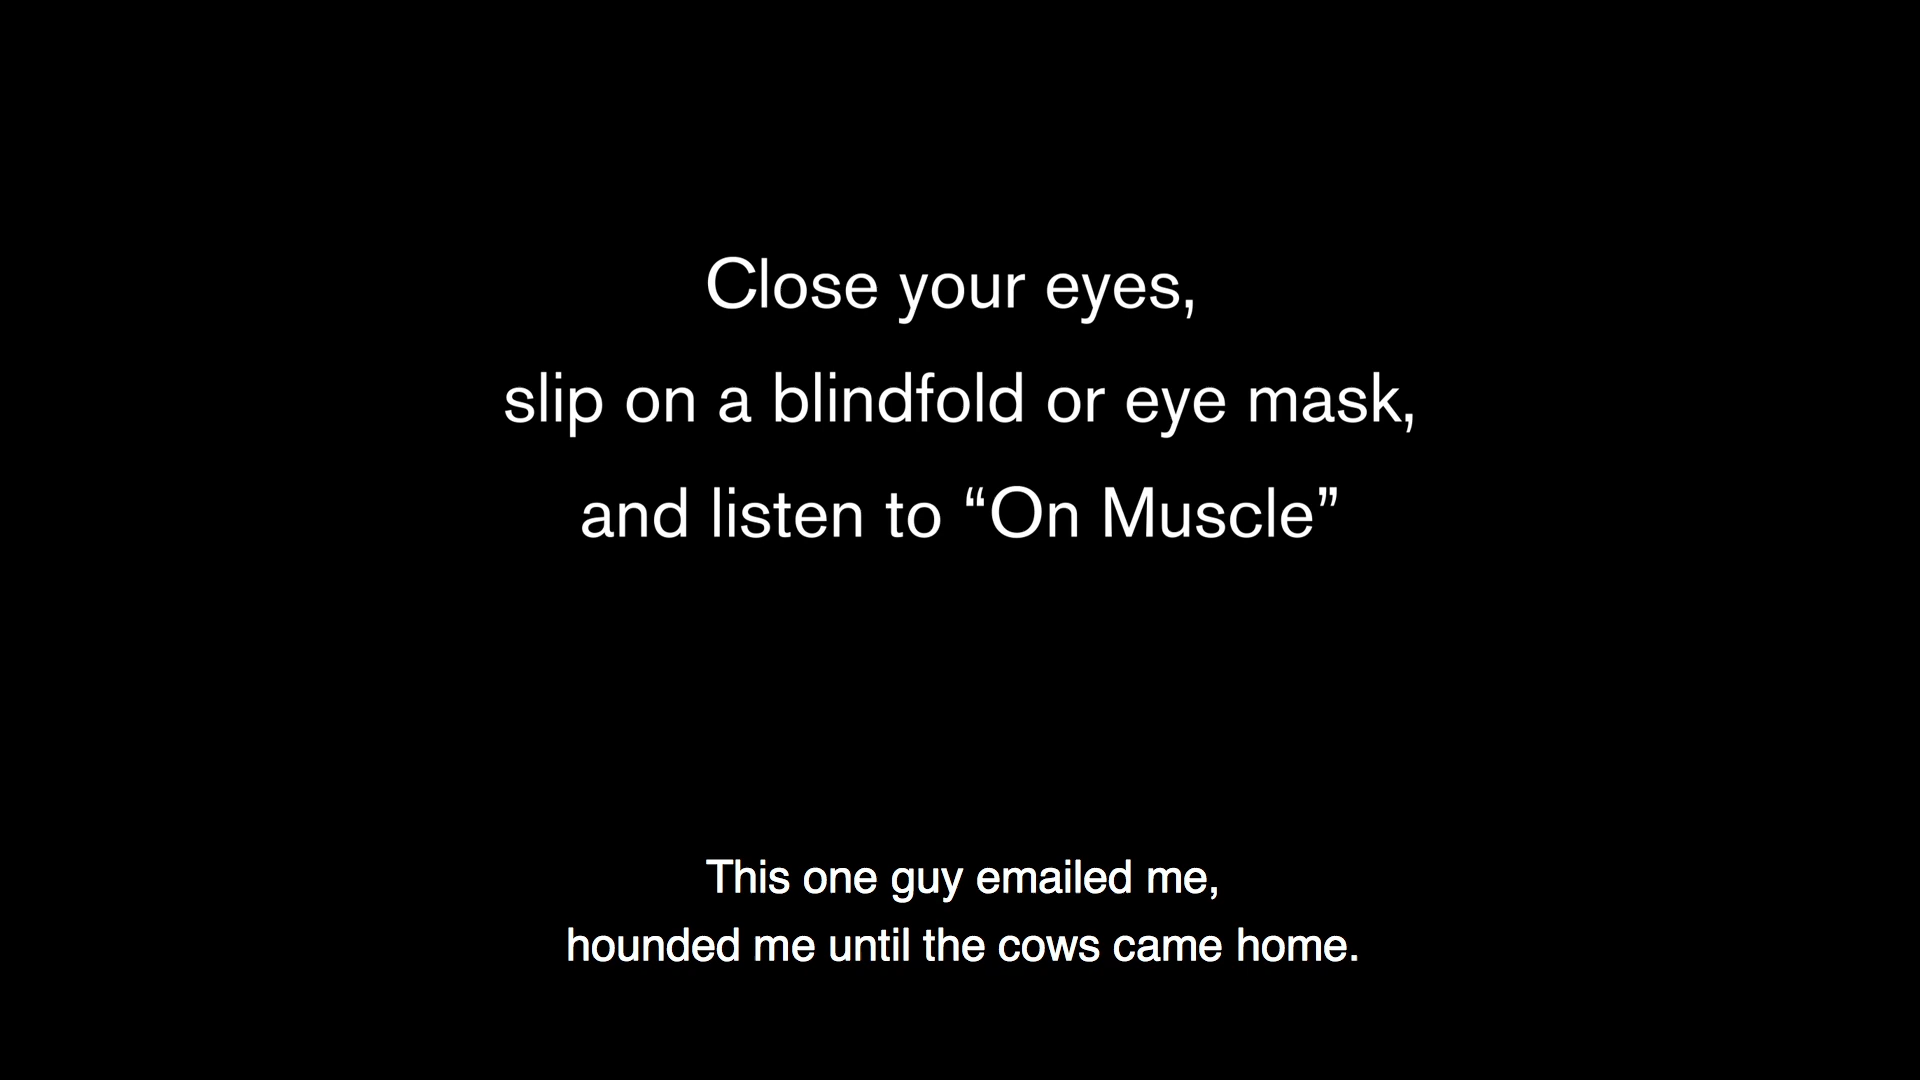 Close your eyes,
slip on a blindfold or eye mask,
and listen to “On Muscle”
This one guy emailed me,
hounded me until the cows came home.